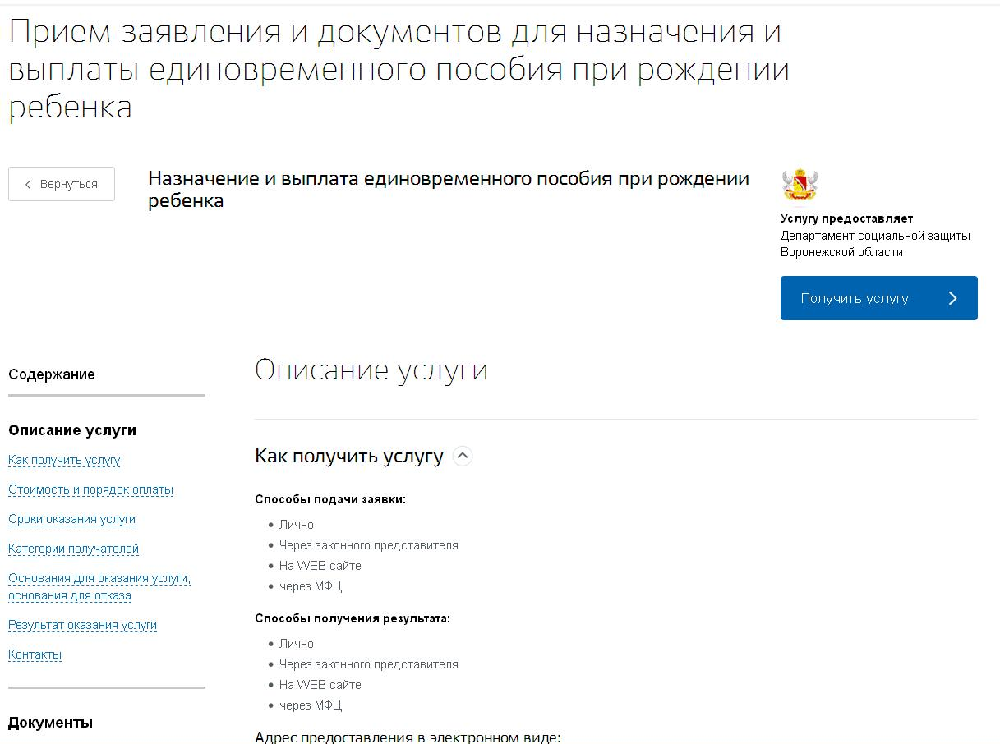 Прием заявления и документов для назначения и
выплаты единовременного пособия при рождении
ребенка
Вернуться
Назначение и выплата единовременного пособия при рождении
ребенка
Услугу предоставляет
Департамент социальной защиты
Воронежской области
Получить услугу
Содержание
Описание услуги
Как получить услугу
Стоимость и порядок оплаты
Сроки оказания услуги
Категории получателей
Основания для оказания услуги,
основания для отказа
Результат оказания услуги
Контакты
Документы
Описание услуги
Как получить услугу
Способы подачи заявки:
• Лично
• Через законного представителя
• На WEB сайте
• через МФЦ
Способы получения результата:
• Лично
• Через законного представителя
• На WEB сайте
• через МФЦ
Адрес предоставления в электронном виде: